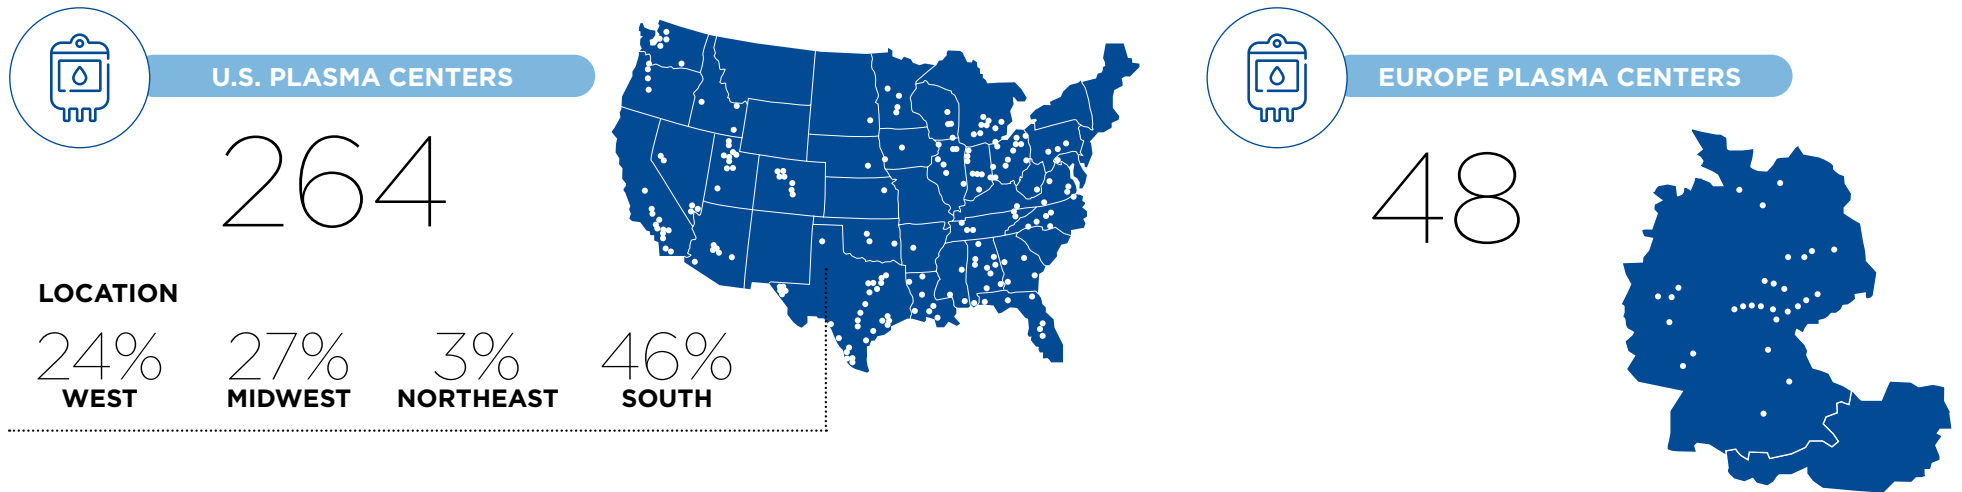 U.S. PLASMA CENTERS
264
LOCATION
24% 27% 3% 46%
WEST MIDWEST NORTHEAST SOUTH
EUROPE PLASMA CENTERS
48